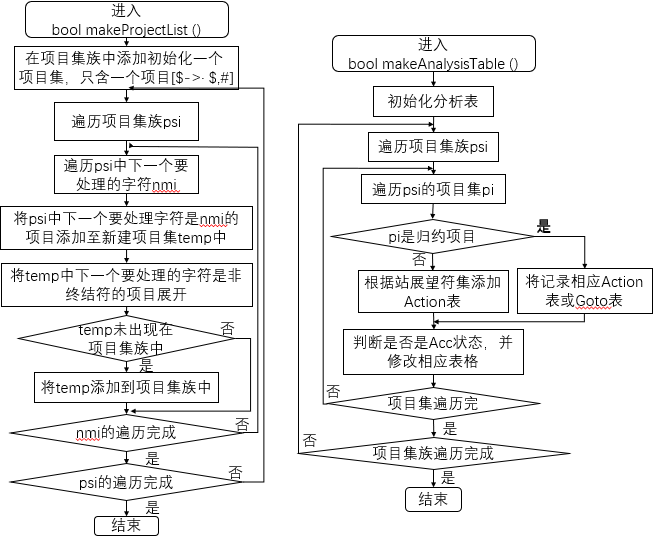 进入
bool makeProjectList ()
在项目集族中添加初始化一个
项目集，只含一个项目[$ ->· $,#]
遍历项目集族psi
遍历psi中下一个要
处理的字符nmi
将psi中下一个要处理字符是nmi的
项目添加至新建项目集temp中
将temp中下一个要处理的字符是非
终结符的项目展开
temp未出现在
项目集族中
否
是
将temp添加到项目集族中
nmi的遍历完成
否
是
psi的遍历完成
否
是
结束
进入
bool makeAnalysisTable ()
初始化分析表
遍历项目集族psi
遍历psi的项目集pi
pi是归约项目
是
否
根据站展望符集添加
Action表
将记录相应Action
表或Goto表
判断是否是Acc状态，并
修改相应表格
项目集遍历完
否
是
项目集族遍历完成
否
是
结束